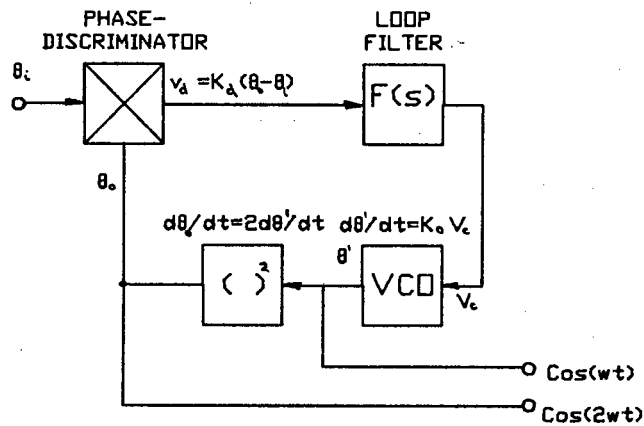 PHASE-
DISCRIMINATOR
LOOP
FILTER
θi
vd =Kd(θo-θi)
F(s)
θo
dθo/dt=2dθ'/dt
dθ'/dt=Ko Vc
θ'
( )²
VCO
Vc
Cos(wt)
Cos(2wt)